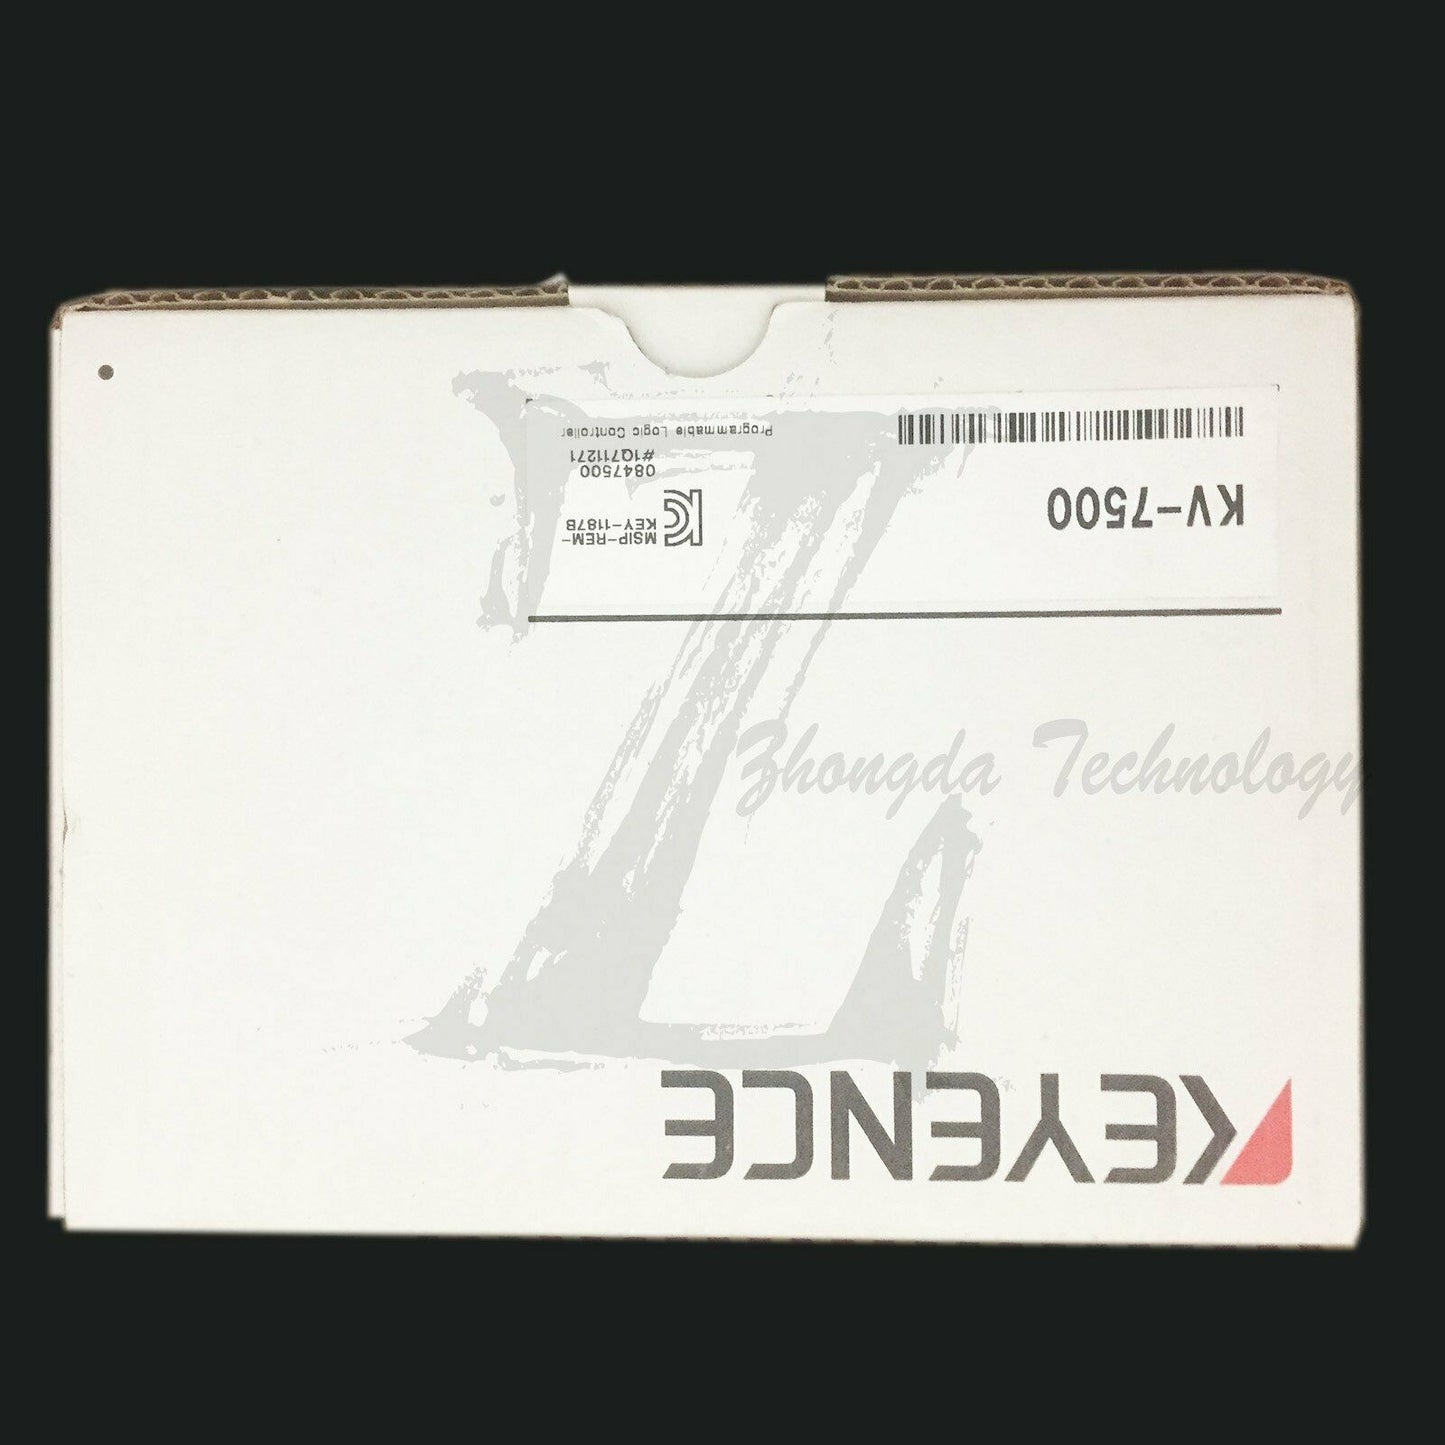 KEYENCE
Zhongda Technology
KV-7500
MSIP-REM-
KEY-1187B
0847500
#1Q711271
Programmable Logic Controller